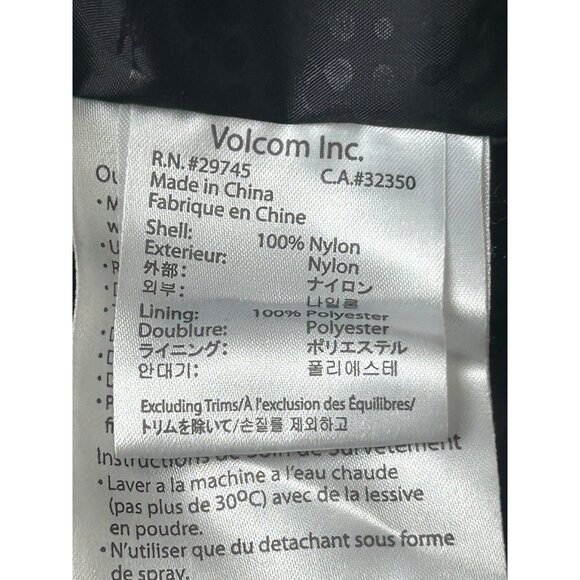 Volcom Inc.
R.N.#29745 C.A.#32350
Made in China
Fabrique en Chine
Shell: 100% Nylon
Exterieur: Nylon
外部: ナイロン
외부: 나일론
Lining: 100% Polyester
Doublure: Polyester
ライニング: ポリエステル
안대기: 폴리에스테
Excluding Trims/À l'exclusion des Équilibres/
トリムを除いて/손질를 제외하고
Instructions de Soin de Survetement
•Laver a la machine a l'eau chaude
(pas plus de 30ºC) avec de la lessive
en poudre.
•N'utiliser que du detachant sous forme
de spray.